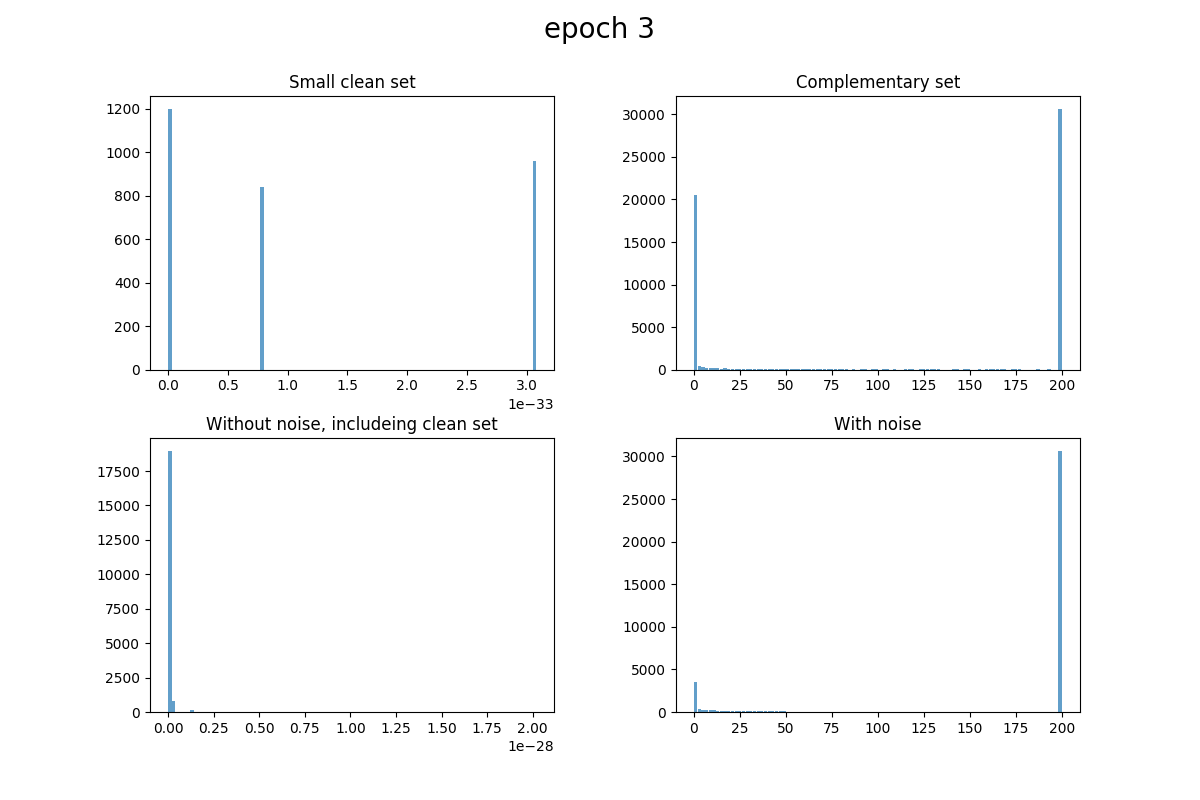 epoch 3
Small clean set
1200
1000
800
600
400
200
0
0.0 0.5 1.0 1.5 2.0 2.5 3.0
1e−33
Complementary set
30000
25000
20000
15000
10000
5000
0
0 25 50 75 100 125 150 175 200
Without noise, includeing clean set
17500
15000
12500
10000
7500
5000
2500
0
0.00 0.25 0.50 0.75 1.00 1.25 1.50 1.75 2.00
1e−28
With noise
30000
25000
20000
15000
10000
5000
0
0 25 50 75 100 125 150 175 200